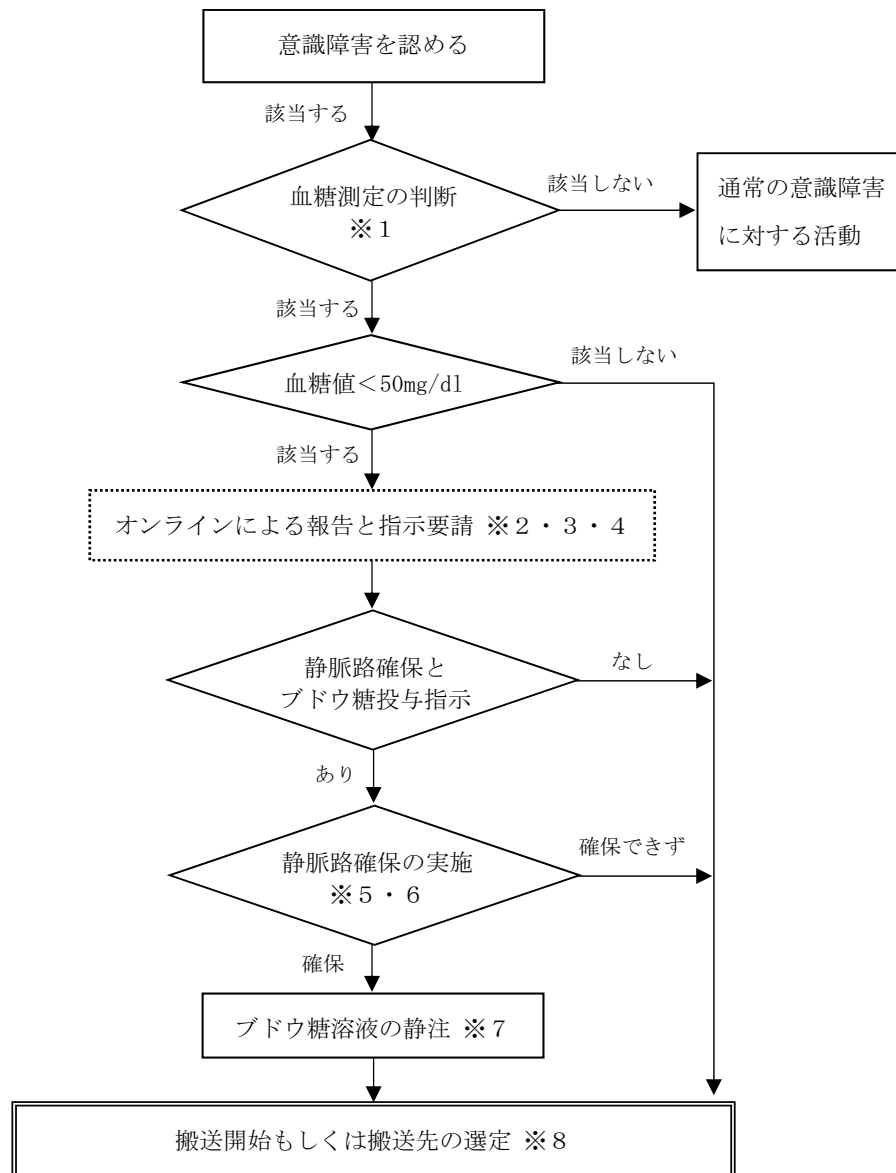 意識障害を認める
該当する
血糖測定の判断
※1
該当しない
通常の意識障害
に対する活動
該当する
血糖値＜50mg/dl
該当しない
該当する
オンラインによる報告と指示要請 ※2・3・4
静脈路確保と
ブドウ糖投与指示
なし
あり
静脈路確保の実施
※5・6
確保できず
確保
ブドウ糖溶液の静注 ※7
搬送開始もしくは搬送先の選定 ※8